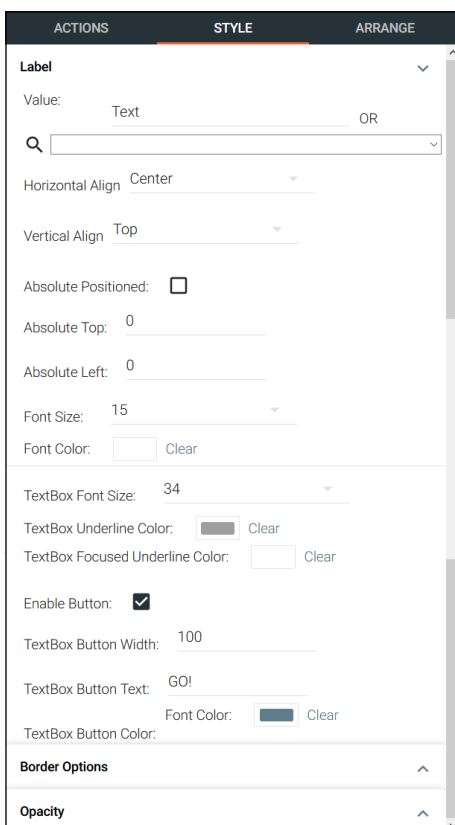 ACTIONS STYLE ARRANGE
Label
Value: Text OR
Horizontal Align Center
Vertical Align Top
Absolute Positioned:
Absolute Top: 0
Absolute Left: 0
Font Size: 15
Font Color: Clear
TextBox Font Size: 34
TextBox Underline Color: Clear
TextBox Focused Underline Color: Clear
Enable Button:
TextBox Button Width: 100
TextBox Button Text: GO!
Font Color: Clear
TextBox Button Color:
Border Options
Opacity